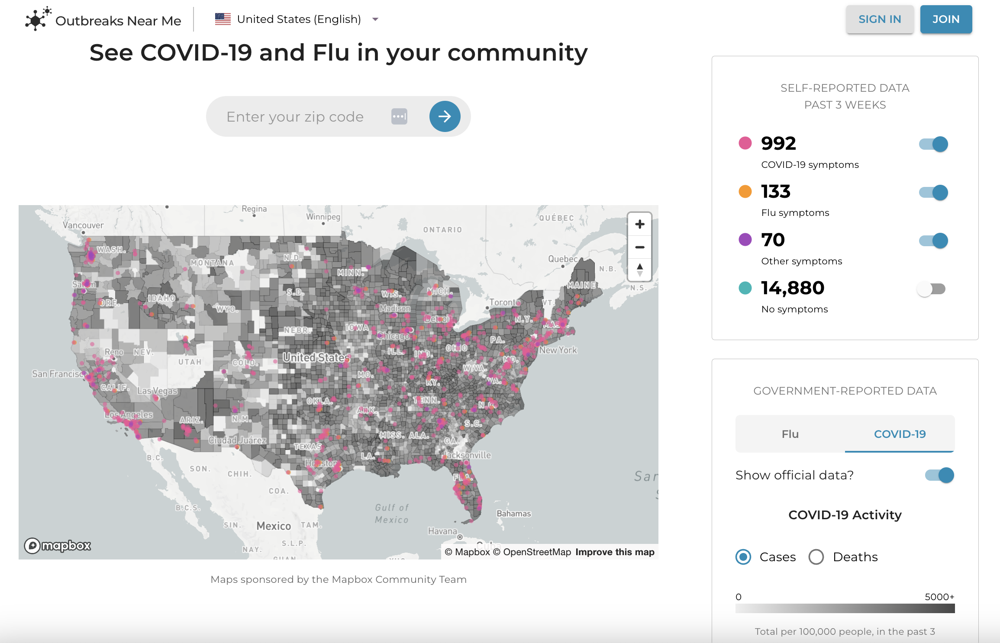 Outbreaks Near Me
United States (English)
SIGN IN
JOIN
See COVID-19 and Flu in your community
Enter your zip code
Regina
Winnipeg
Vancouver
ONTARIO
QUÉBEC
Quebec
N.B.
N.S.
WASH.
MONTANA
N.D.
MINN.
MAINE
Salem
ORE.
IDAHO
S.D.
WIS.
MICH.
WYO.
Madison
Toronto
VT.
N.Y.
MASS.
Detroit
NEBR.
IOWA
Chicago
PA.
Reno
NEV.
UTAH
COLO.
United States
ILL.
IND.
OHIO
New York
MD.
San Francisco
CALIF.
Las Vegas
MO.
KY.
W.VA.
VA.
Los Angeles
ARIZ.
N.M.
OKLA.
ARK.
TENN.
N.C.
S.C.
Ciudad Juárez
TEXAS
MISS.
ALA.
GA.
B.C.
SON.
CHIH.
Houston
LA.
Jacksonville
COA.
FLA.
Sar
B.C.S.
Gulf of
Mexico
Bahamas
SIN.
Mexico
TAM.
Havana
NAY.
S.L.P.
Cuba
GUAN.
YUC.
mapbox
© Mapbox © OpenStreetMap Improve this map
Maps sponsored by the Mapbox Community Team
SELF-REPORTED DATA
PAST 3 WEEKS
992
COVID-19 symptoms
133
Flu symptoms
70
Other symptoms
14,880
No symptoms
GOVERNMENT-REPORTED DATA
Flu
COVID-19
Show official data?
COVID-19 Activity
Cases
Deaths
0
5000+
Total per 100,000 people, in the past 3